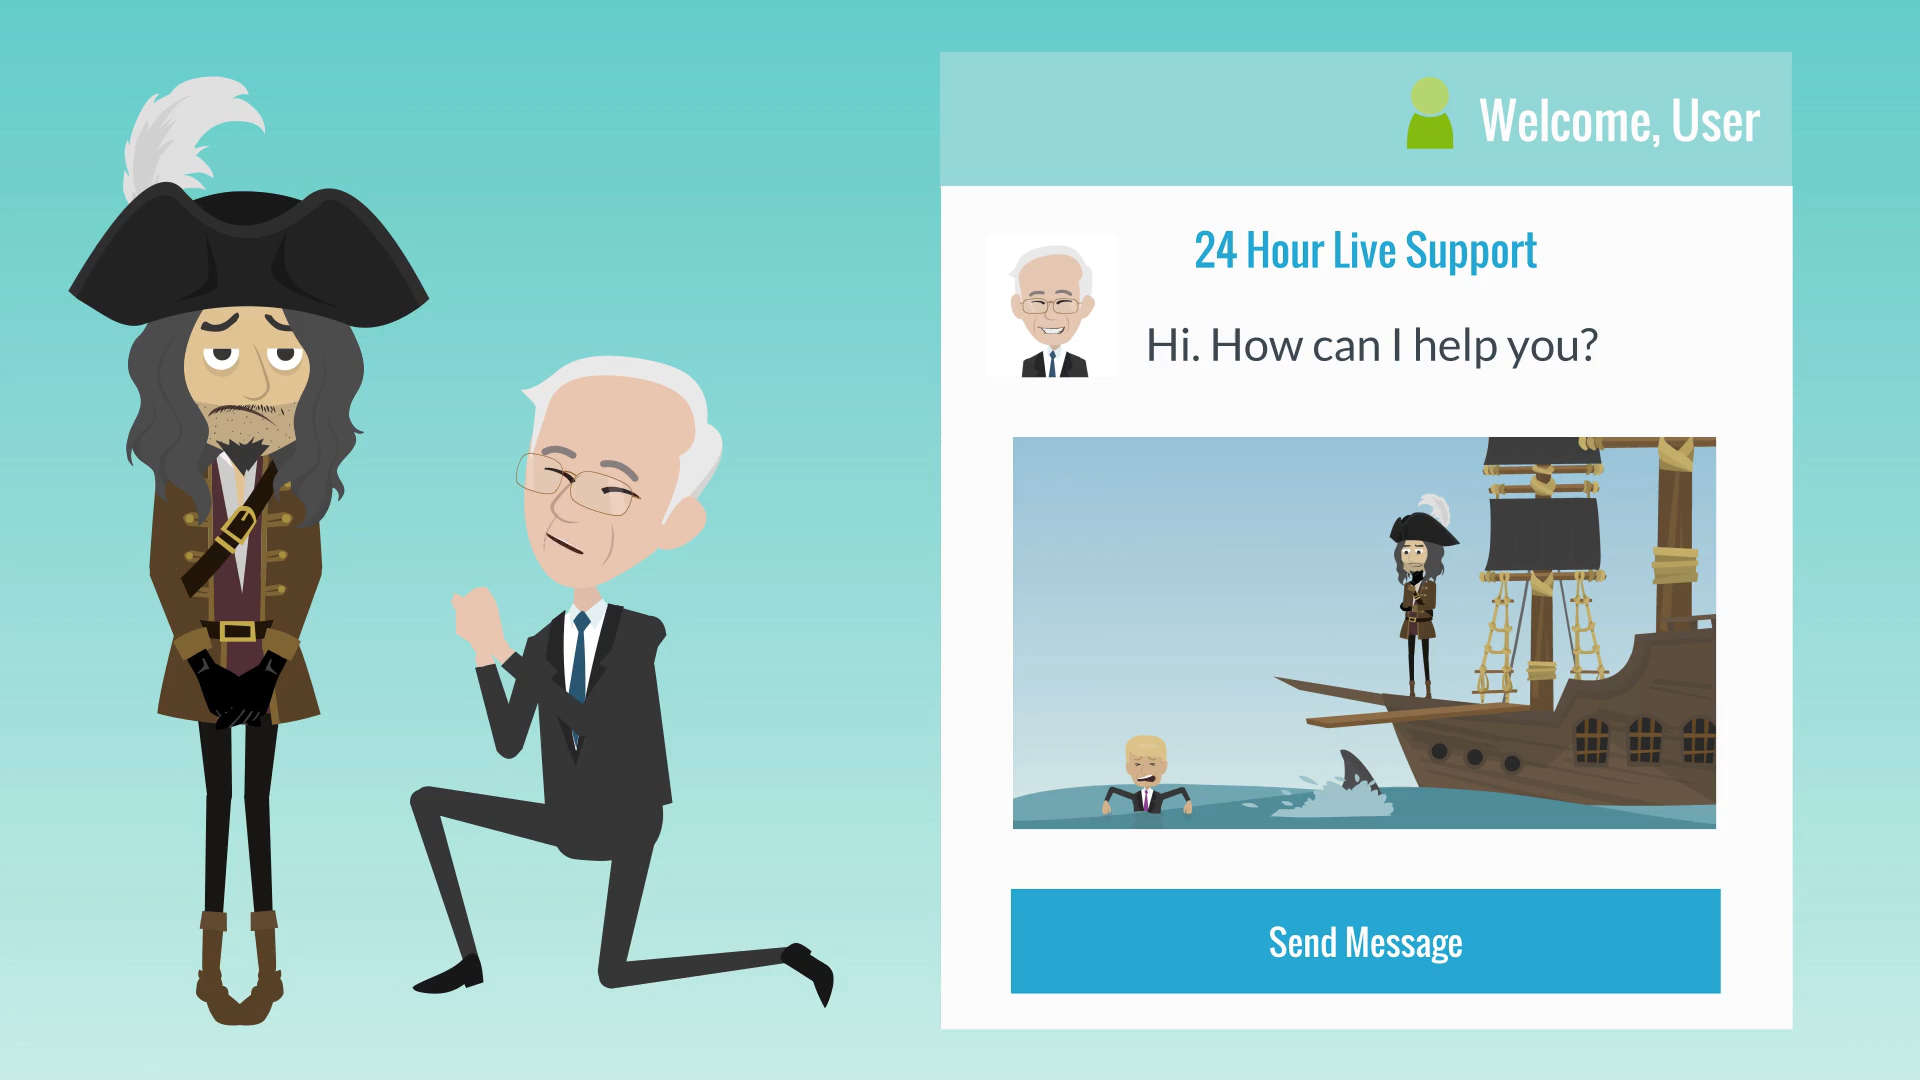 Welcome, User
24 Hour Live Support
Hi. How can I help you?
Send Message